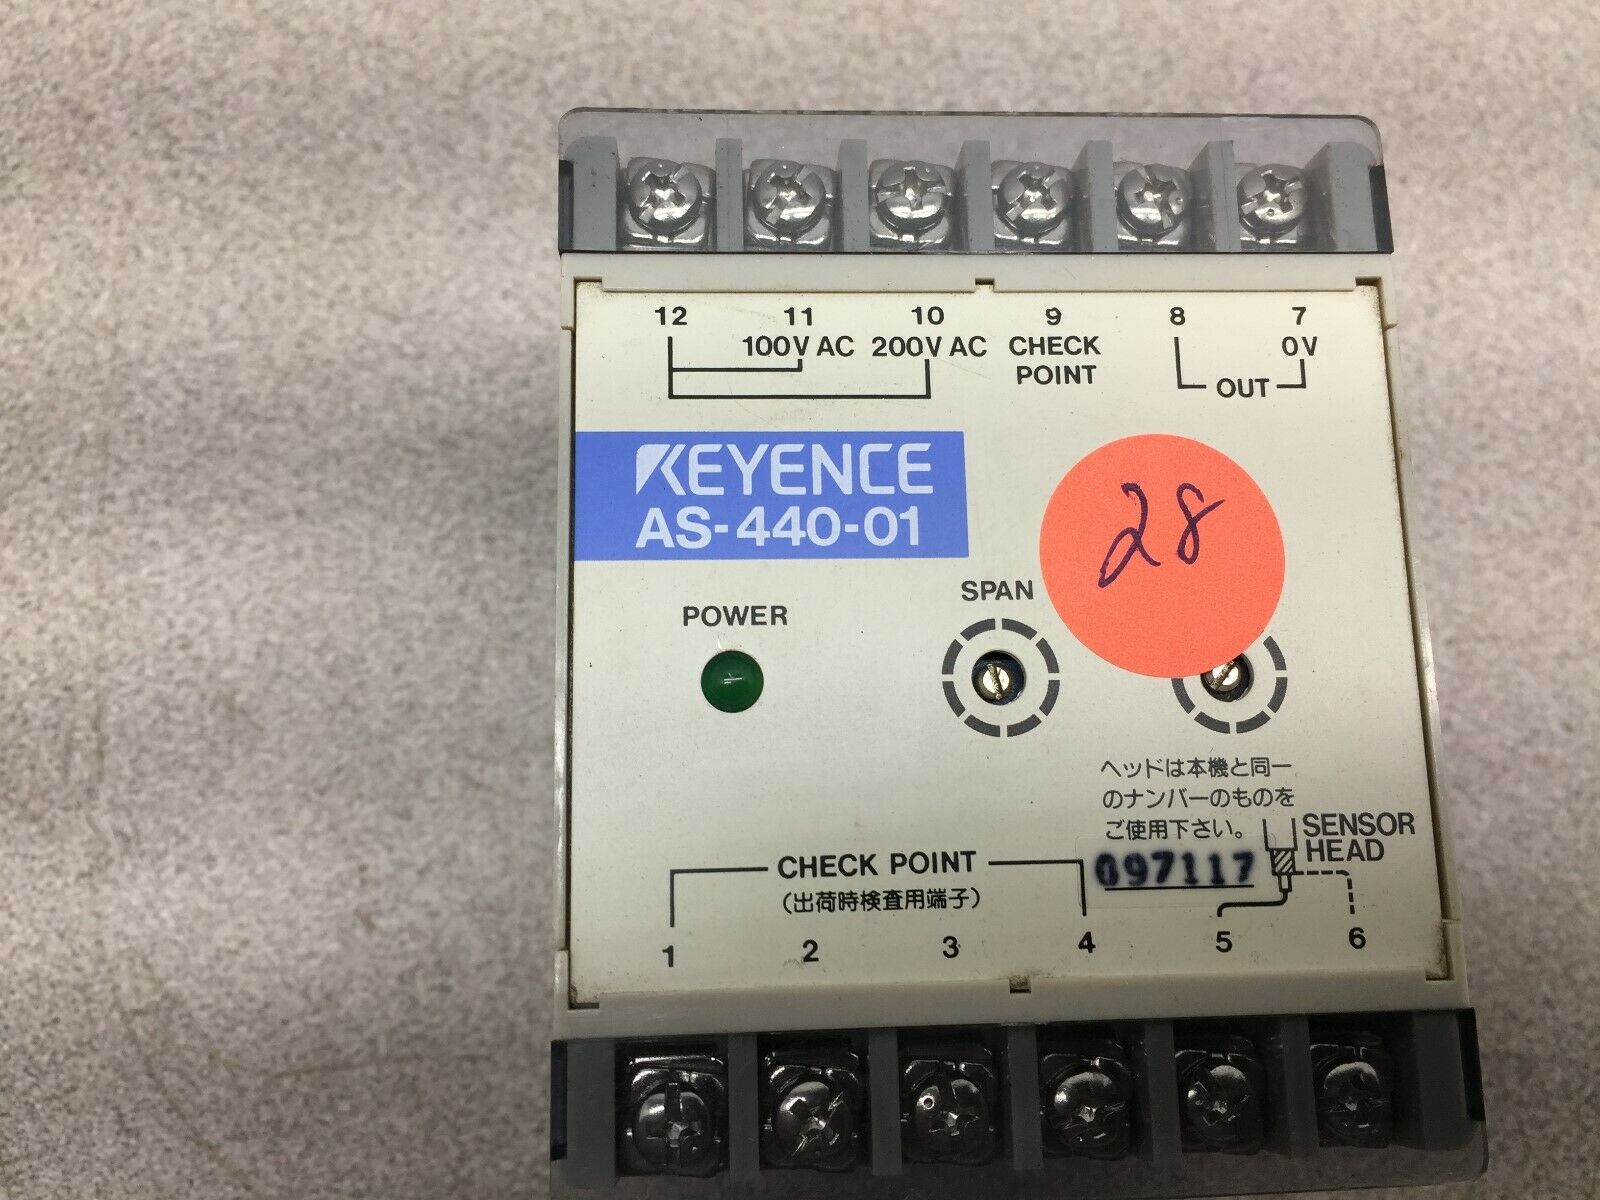 12 11 10 9 8 7
100V AC 200V AC CHECK 0V
POINT
OUT
KEYENCE
AS-440-01
28
SPAN
POWER
ヘッドは本機と同一
のナンバーのものを
ご使用下さい。
SENSOR
HEAD
097117
CHECK POINT
(出荷時検査用端子)
1 2 3 4 5 6